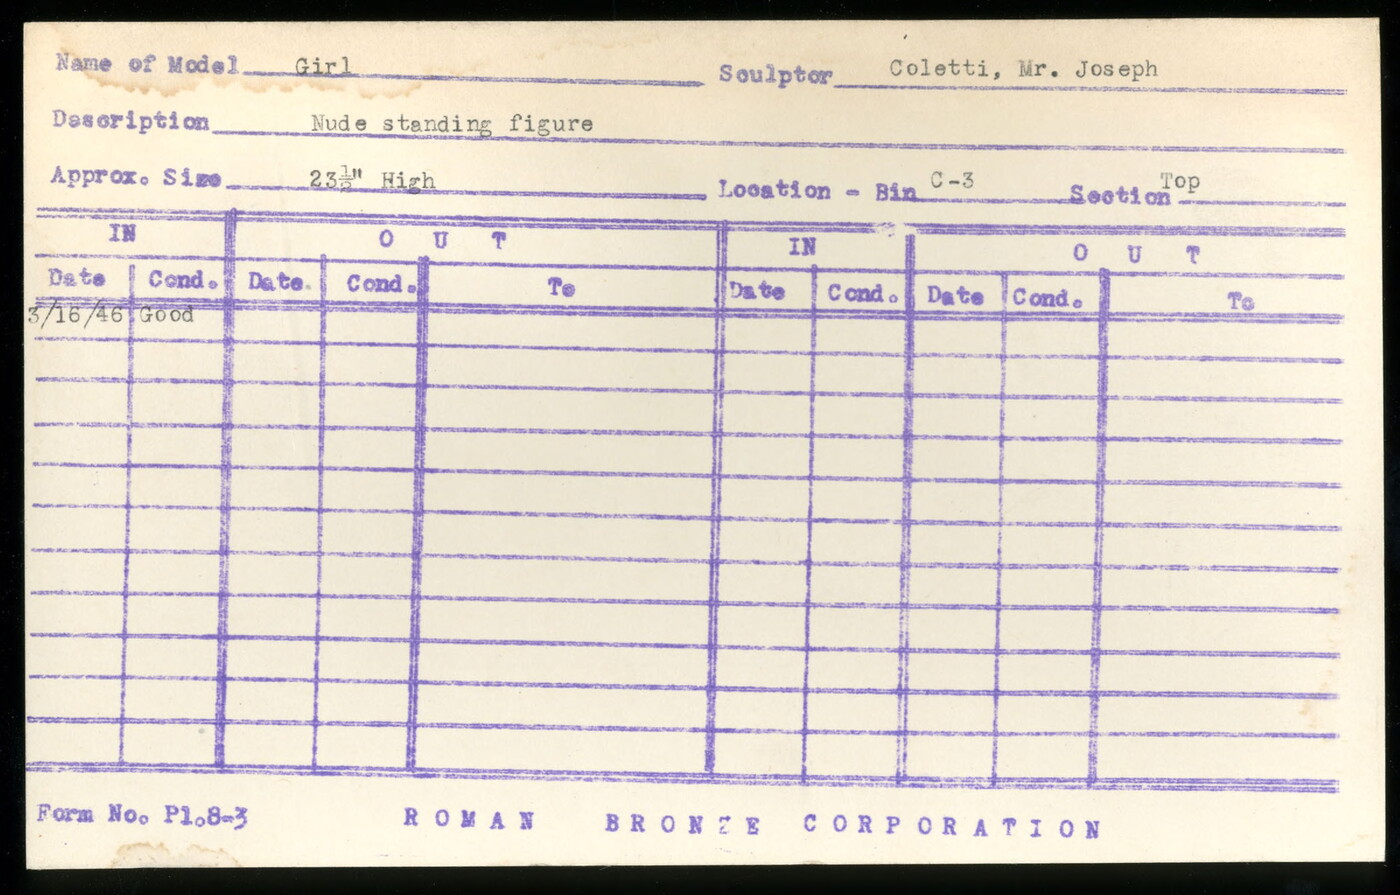 Name of Model Girl Sculptor Coletti, Mr. Joseph
Description Nude standing figure
Approx. Size 23½" High Location - Bin C-3 Section Top
IN O U T IN O U T
Date Cond. Date. Cond. To Date Cond. Date Cond. To
3/16/46 Good
Form No. P1.8-3 ROMAN BRONZE CORPORATION